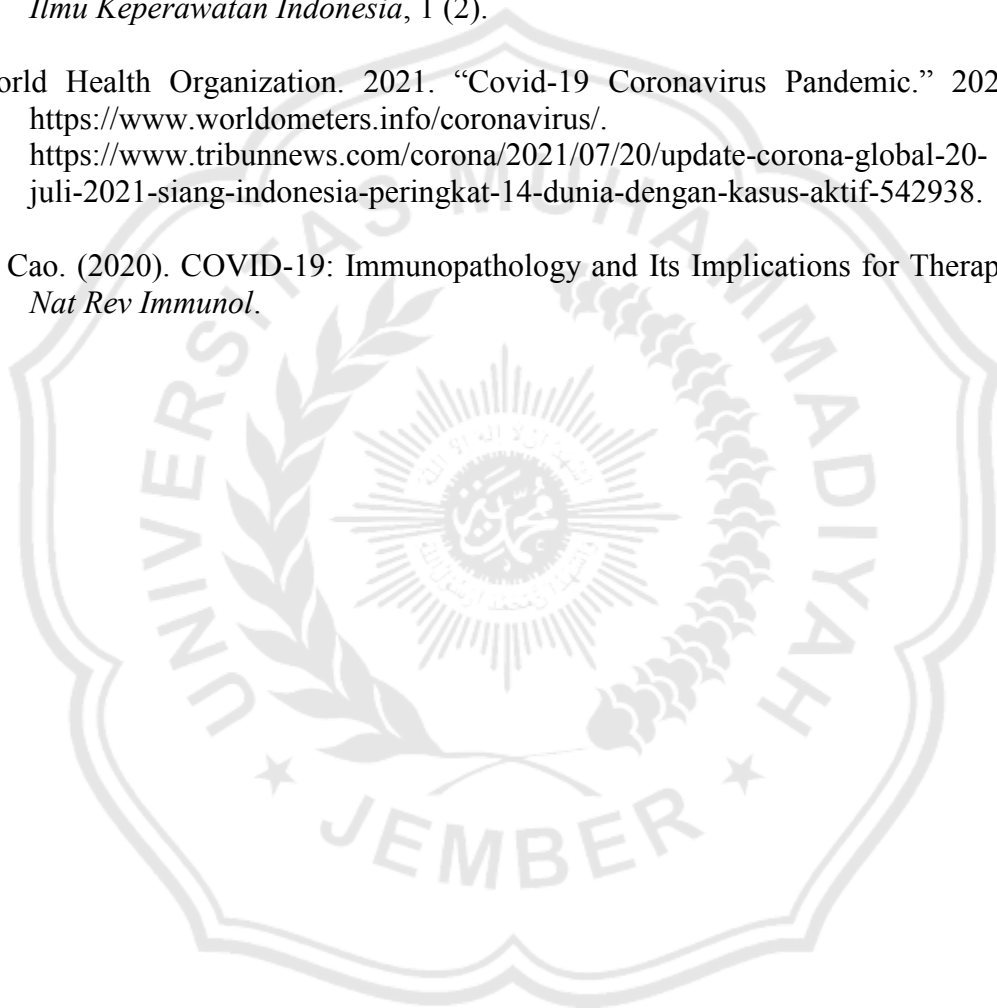 Ilmu Keperawatan Indonesia, 1 (2).
orld Health Organization. 2021. “Covid-19 Coronavirus Pandemic.” 202
https://www.worldometers.info/coronavirus/.
https://www.tribunnews.com/corona/2021/07/20/update-corona-global-20-
juli-2021-siang-indonesia-peringkat-14-dunia-dengan-kasus-aktif-542938.
Cao. (2020). COVID-19: Immunopathology and Its Implications for Therap
Nat Rev Immunol.
UNIVERSITAS MUHAMMADIYAH
JEMBER